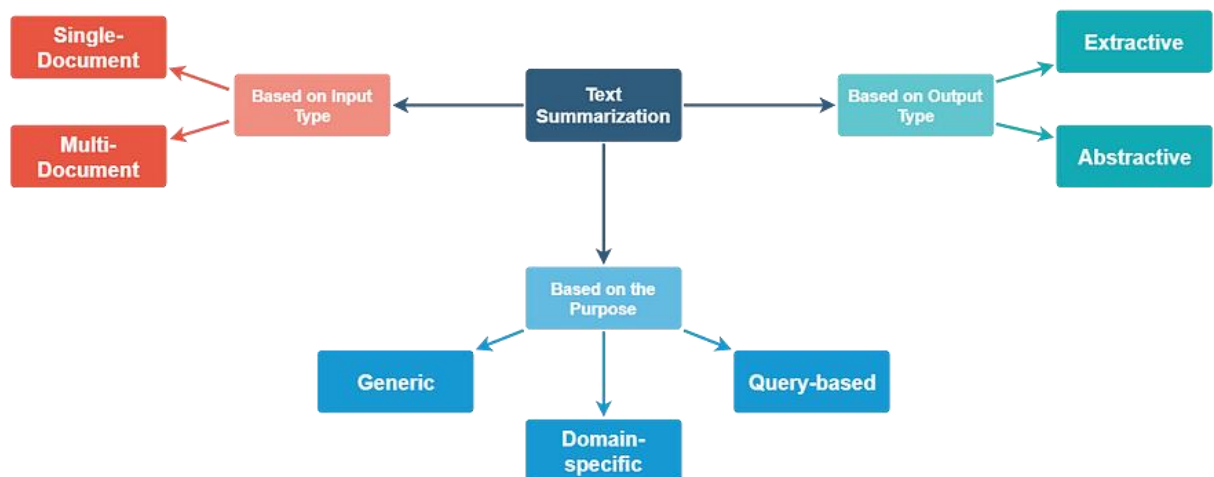 Single-
Document
Based on Input
Type
Multi-
Document
Text
Summarization
Based on Output
Type
Extractive
Abstractive
Based on the
Purpose
Generic
Domain-
specific
Query-based